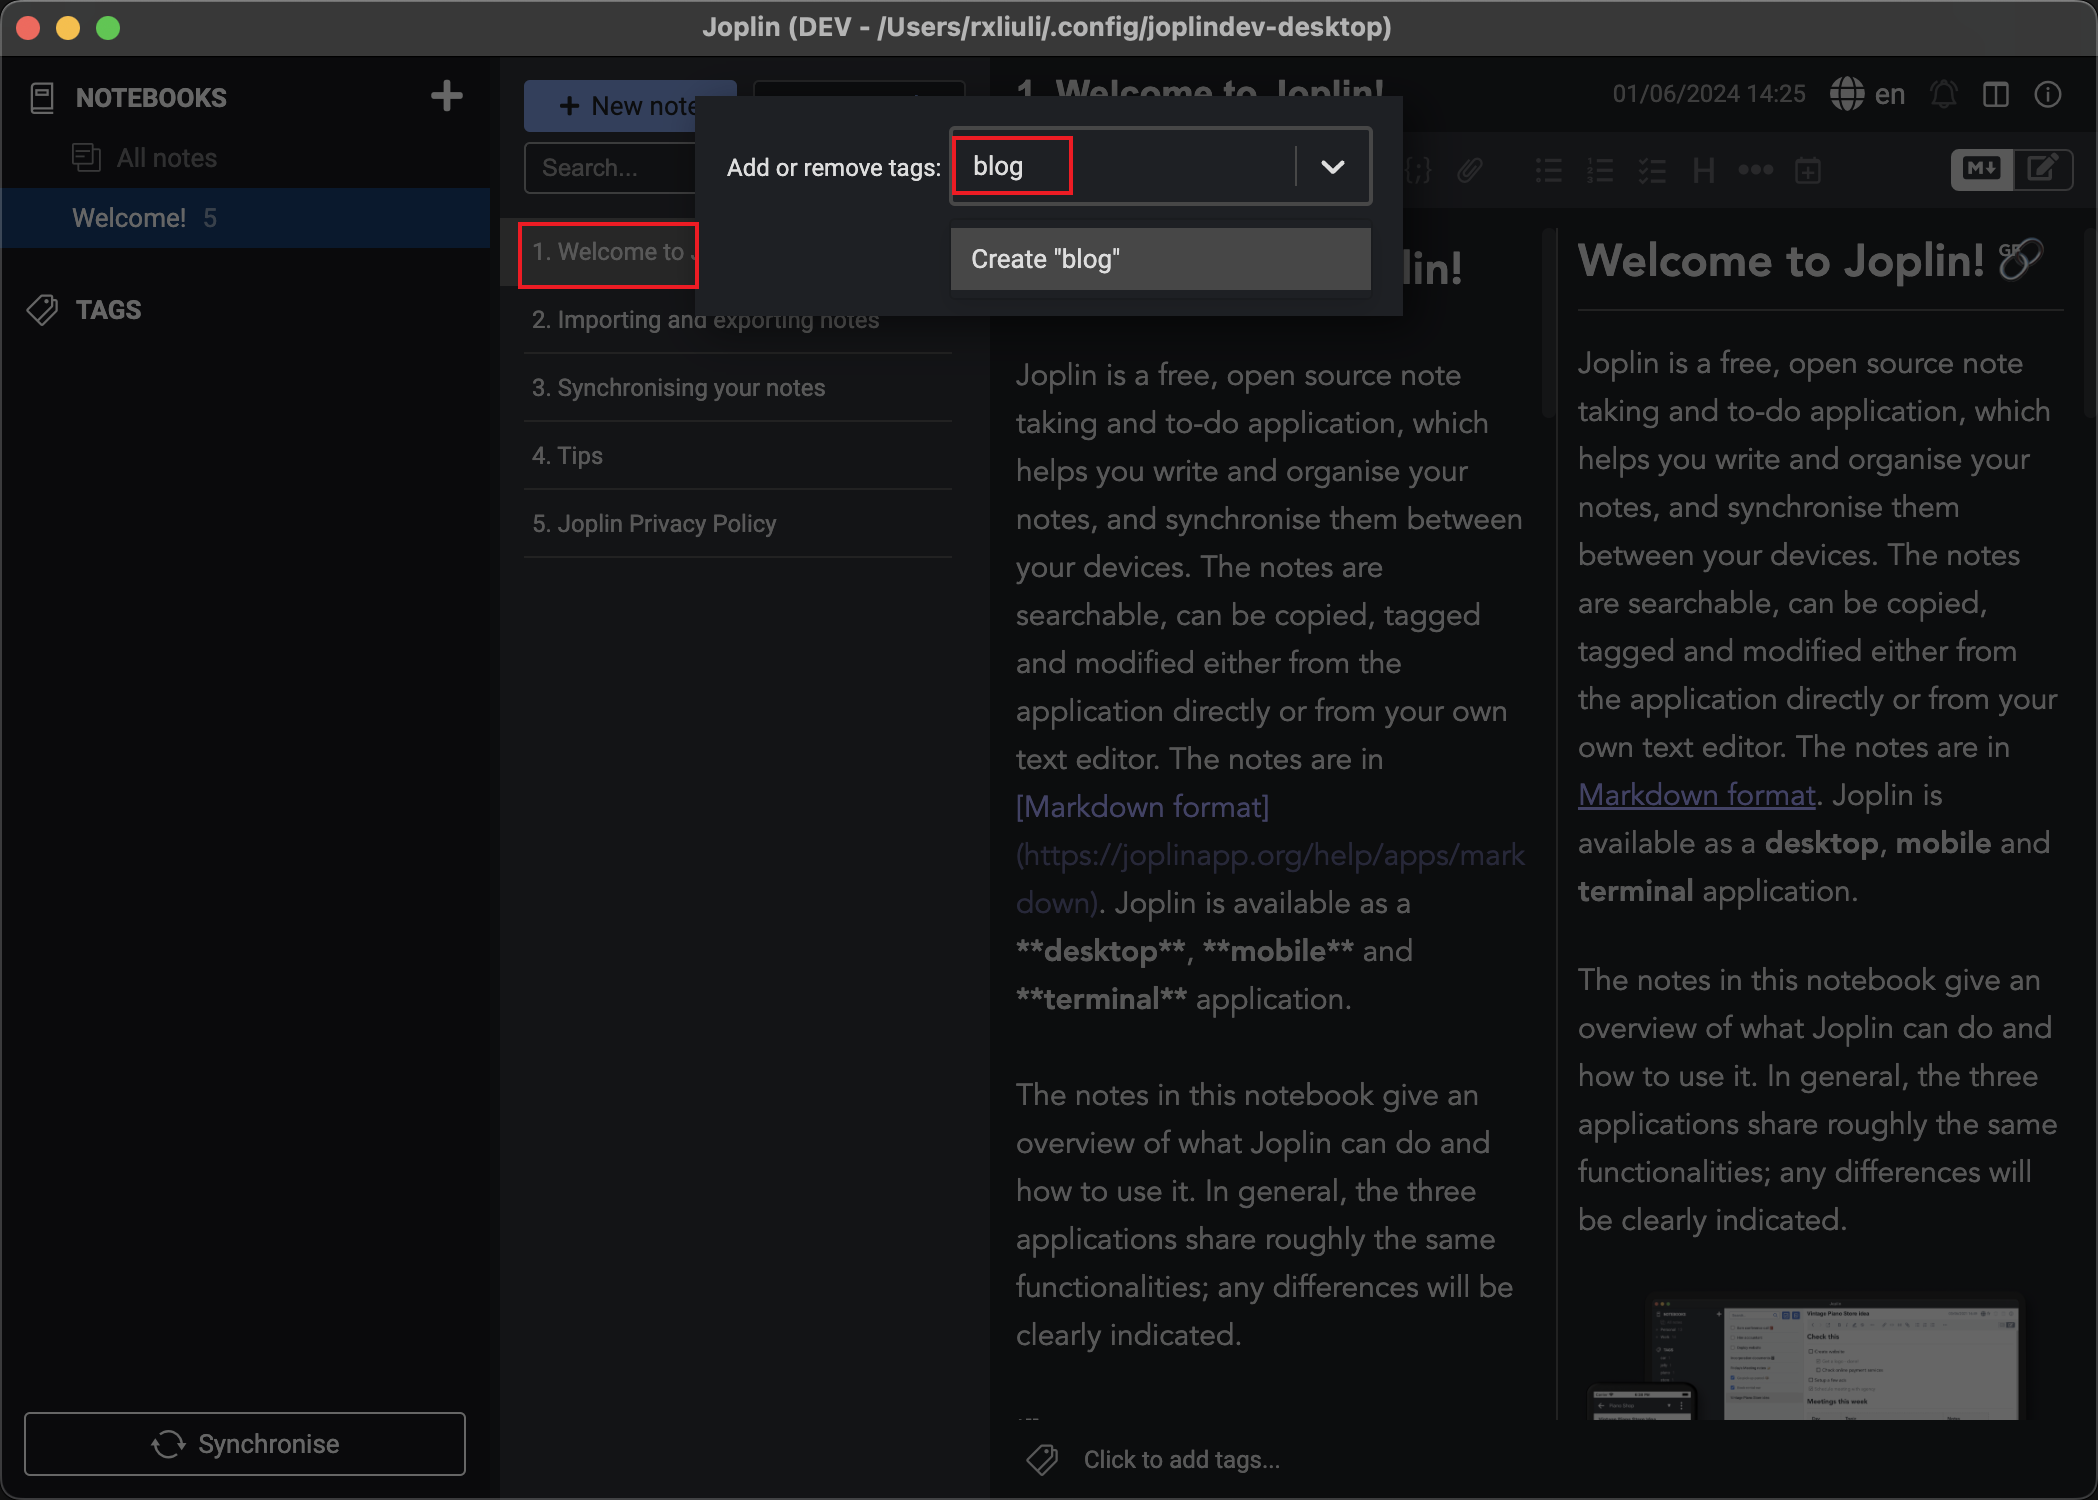 Joplin (DEV - /Users/rxliuli/.config/joplindev-desktop)
NOTEBOOKS
All notes
Welcome! 5
TAGS
Synchronise
New note
Search...
1. Welcome to
2. Importing and exporting notes
3. Synchronising your notes
4. Tips
5. Joplin Privacy Policy
Add or remove tags: blog
Create "blog"
1. Welcome to Joplin!
01/06/2024 14:25
en
lin!
Joplin is a free, open source note
taking and to-do application, which
helps you write and organise your
notes, and synchronise them between
your devices. The notes are
searchable, can be copied, tagged
and modified either from the
application directly or from your own
text editor. The notes are in
[Markdown format]
(https://joplinapp.org/help/apps/mark
down). Joplin is available as a
**desktop**, **mobile** and
**terminal** application.
The notes in this notebook give an
overview of what Joplin can do and
how to use it. In general, the three
applications share roughly the same
functionalities; any differences will be
clearly indicated.
Click to add tags...
Welcome to Joplin!
Joplin is a free, open source note
taking and to-do application, which
helps you write and organise your
notes, and synchronise them
between your devices. The notes
are searchable, can be copied,
tagged and modified either from
the application directly or from your
own text editor. The notes are in
Markdown format. Joplin is
available as a desktop, mobile and
terminal application.
The notes in this notebook give an
overview of what Joplin can do and
how to use it. In general, the three
applications share roughly the same
functionalities; any differences will
be clearly indicated.
Vintage Piano Store Idea
Check this
Meetings this week